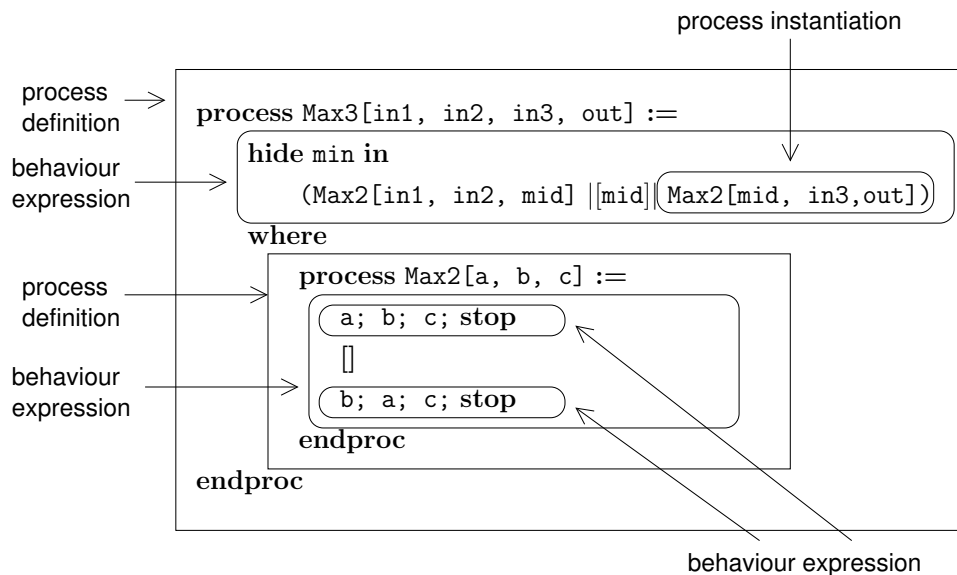 process instantiation
process
definition
process Max3[in1, in2, in3, out] :=
behaviour
expression
hide min in
(Max2[in1, in2, mid] |[mid]| Max2[mid, in3,out])
where
process
definition
process Max2[a, b, c] :=
a; b; c; stop
[]
behaviour
expression
b; a; c; stop
endproc
endproc
behaviour expression